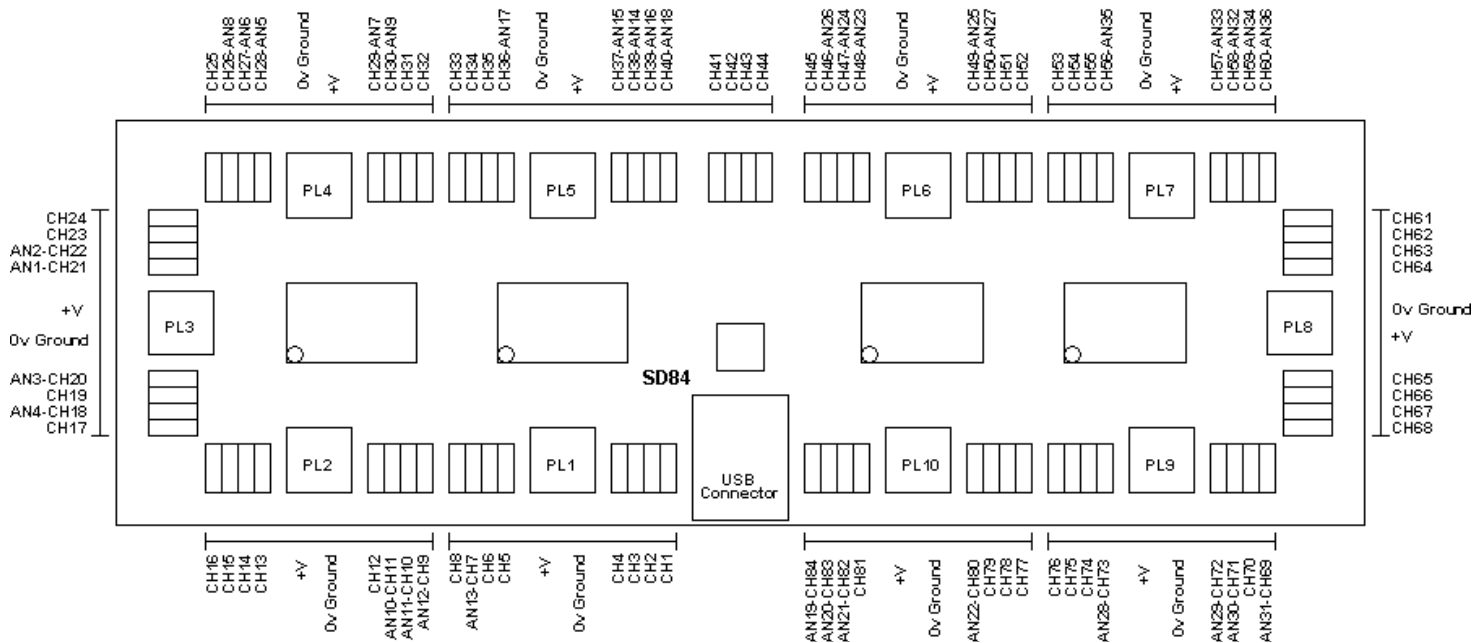 CH25
CH26-AN8
CH27-AN6
CH28-AN5
0v Ground
+V
CH29-AN7
CH30-AN9
CH31
CH32
CH33
CH34
CH35
CH36-AN17
0v Ground
+V
CH37-AN15
CH38-AN14
CH39-AN16
CH40-AN18
CH41
CH42
CH43
CH44
CH45
CH46-AN26
CH47-AN24
CH48-AN23
0v Ground
+V
CH49-AN25
CH50-AN27
CH51
CH52
CH53
CH54
CH55
CH56-AN35
0v Ground
+V
CH57-AN33
CH58-AN32
CH59-AN34
CH60-AN36
PL4
PL5
PL6
PL7
CH24
CH23
AN2-CH22
AN1-CH21
+V
0v Ground
AN3-CH20
CH19
AN4-CH18
CH17
PL3
SD84
PL8
CH61
CH62
CH63
CH64
0v Ground
+V
CH65
CH66
CH67
CH68
PL2
PL1
USB
Connector
PL10
PL9
CH16
CH15
CH14
CH13
+V
0v Ground
CH12
AN10-CH11
AN11-CH10
AN12-CH9
CH8
AN13-CH7
CH6
CH5
+V
0v Ground
CH4
CH3
CH2
CH1
AN19-CH84
AN20-CH83
AN21-CH82
CH81
+V
0v Ground
AN22-CH80
CH79
CH78
CH77
CH76
CH75
CH74
AN28-CH73
+V
0v Ground
AN29-CH72
AN30-CH71
CH70
AN31-CH69